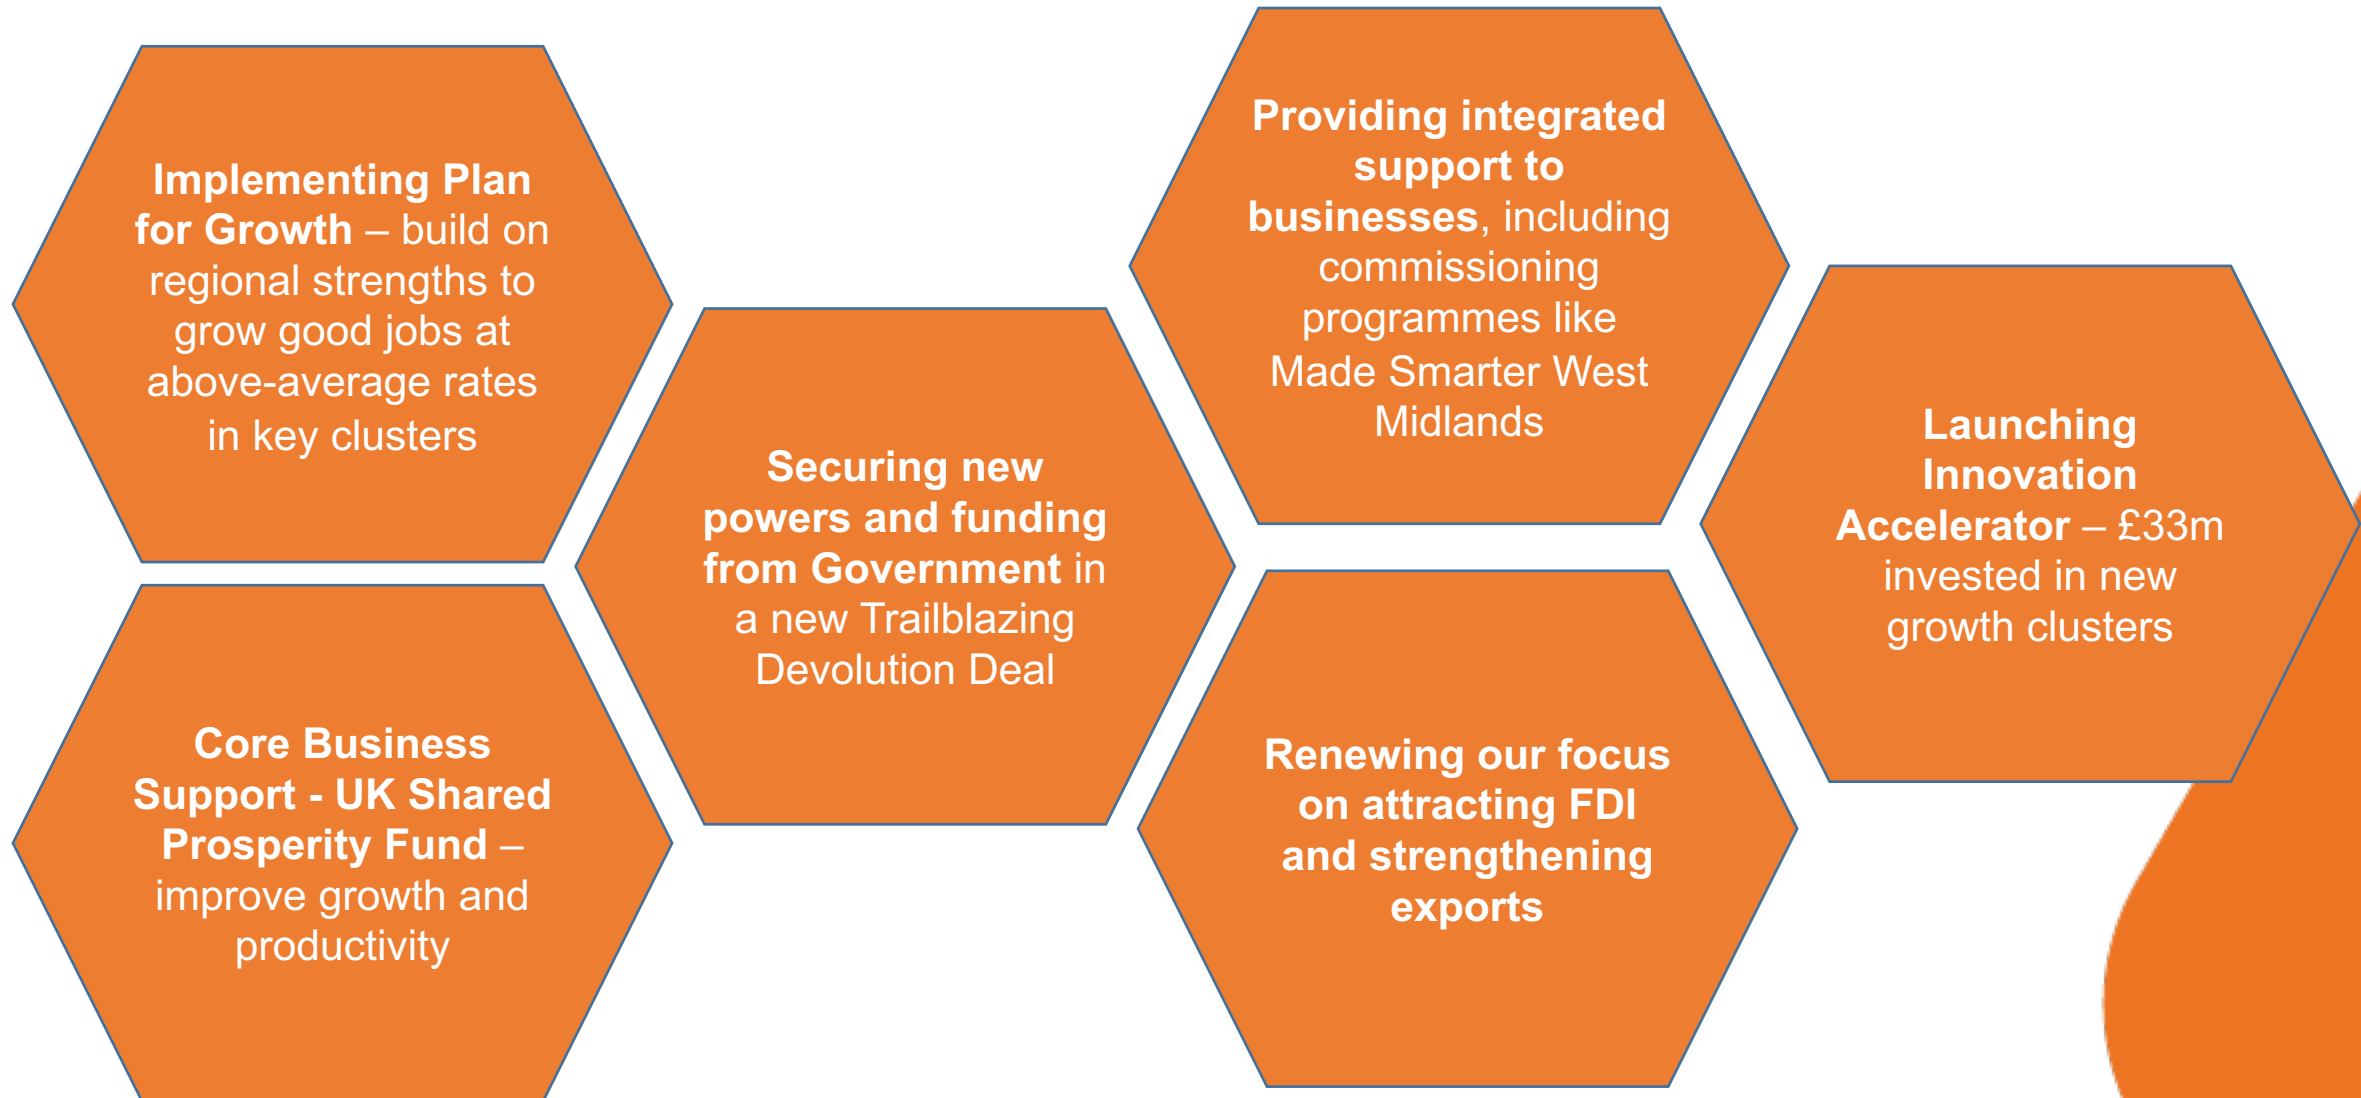 Implementing Plan
for Growth – build on
regional strengths to
grow good jobs at
above-average rates
in key clusters
Core Business
Support - UK Shared
Prosperity Fund –
improve growth and
productivity
Securing new
powers and funding
from Government in
a new Trailblazing
Devolution Deal
Providing integrated
support to
businesses, including
commissioning
programmes like
Made Smarter West
Midlands
Renewing our focus
on attracting FDI
and strengthening
exports
Launching
Innovation
Accelerator – £33m
invested in new
growth clusters